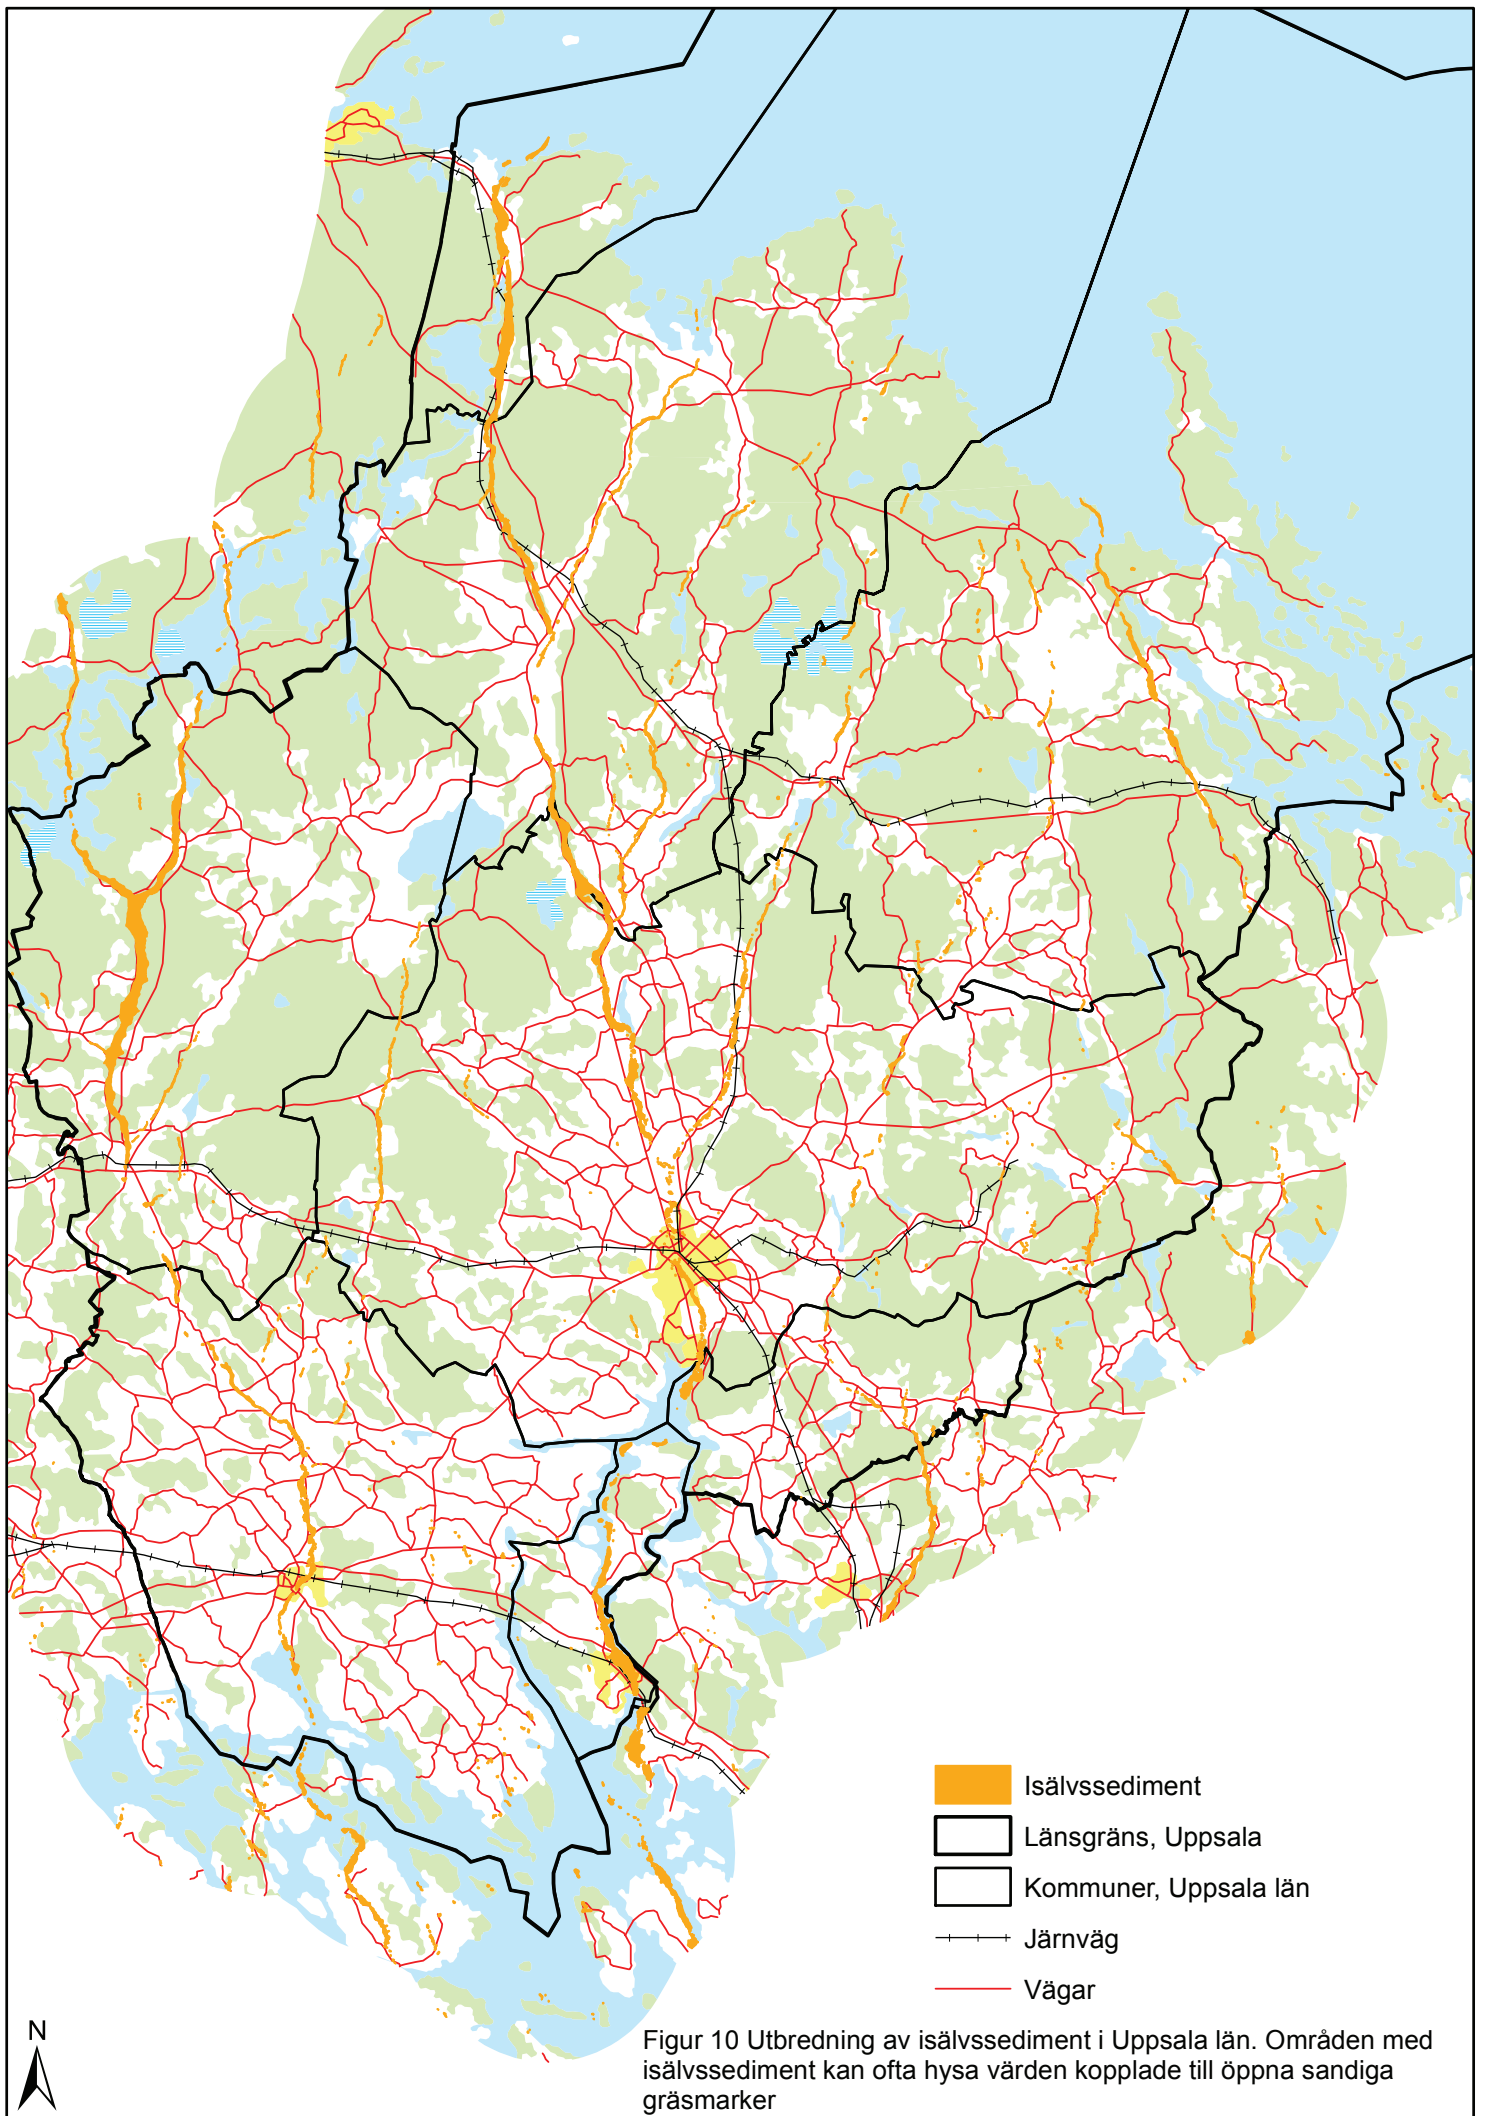 Isälvssediment
Länsgräns, Uppsala
Kommuner, Uppsala län
Järnväg
Vägar
N
Figur 10 Utbredning av isälvssediment i Uppsala län. Områden med
isälvssediment kan ofta hysa värden kopplade till öppna sandiga
gräsmarker